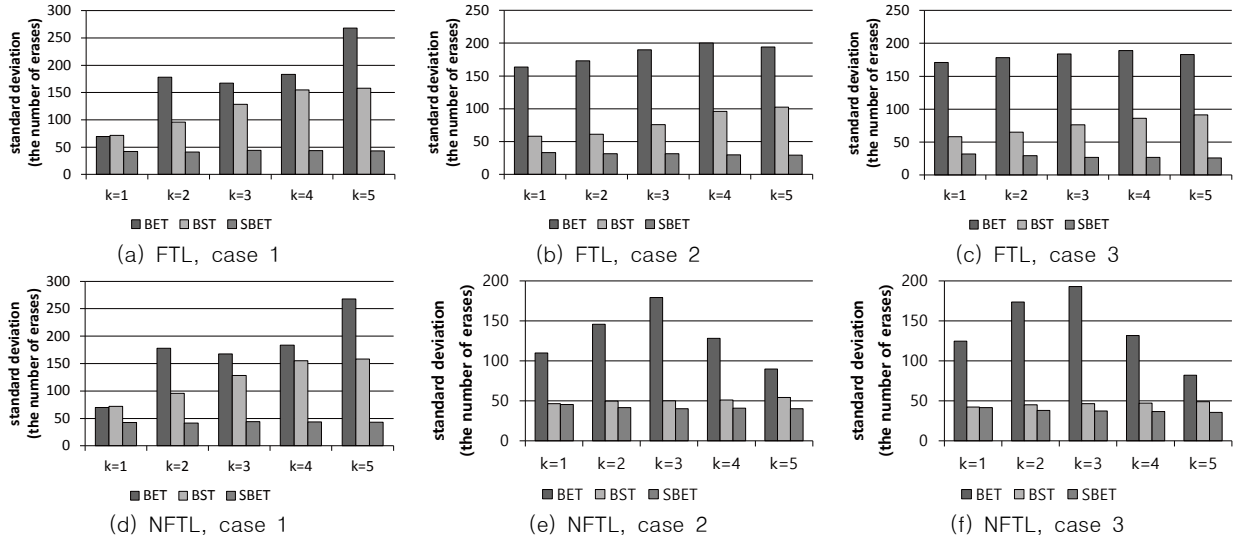 standard deviation
(the number of erases)
300
250
200
150
100
50
0
k=1 k=2 k=3 k=4 k=5
BET BST SBET
(a) FTL, case 1
standard deviation
(the number of erases)
250
200
150
100
50
0
k=1 k=2 k=3 k=4 k=5
BET BST SBET
(b) FTL, case 2
standard deviation
(the number of erases)
250
200
150
100
50
0
k=1 k=2 k=3 k=4 k=5
BET BST SBET
(c) FTL, case 3
standard deviation
(the number of erases)
300
250
200
150
100
50
0
k=1 k=2 k=3 k=4 k=5
BET BST SBET
(d) NFTL, case 1
standard deviation
(the number of erases)
200
150
100
50
0
k=1 k=2 k=3 k=4 k=5
BET BST SBET
(e) NFTL, case 2
standard deviation
(the number of erases)
200
150
100
50
0
k=1 k=2 k=3 k=4 k=5
BET BST SBET
(f) NFTL, case 3